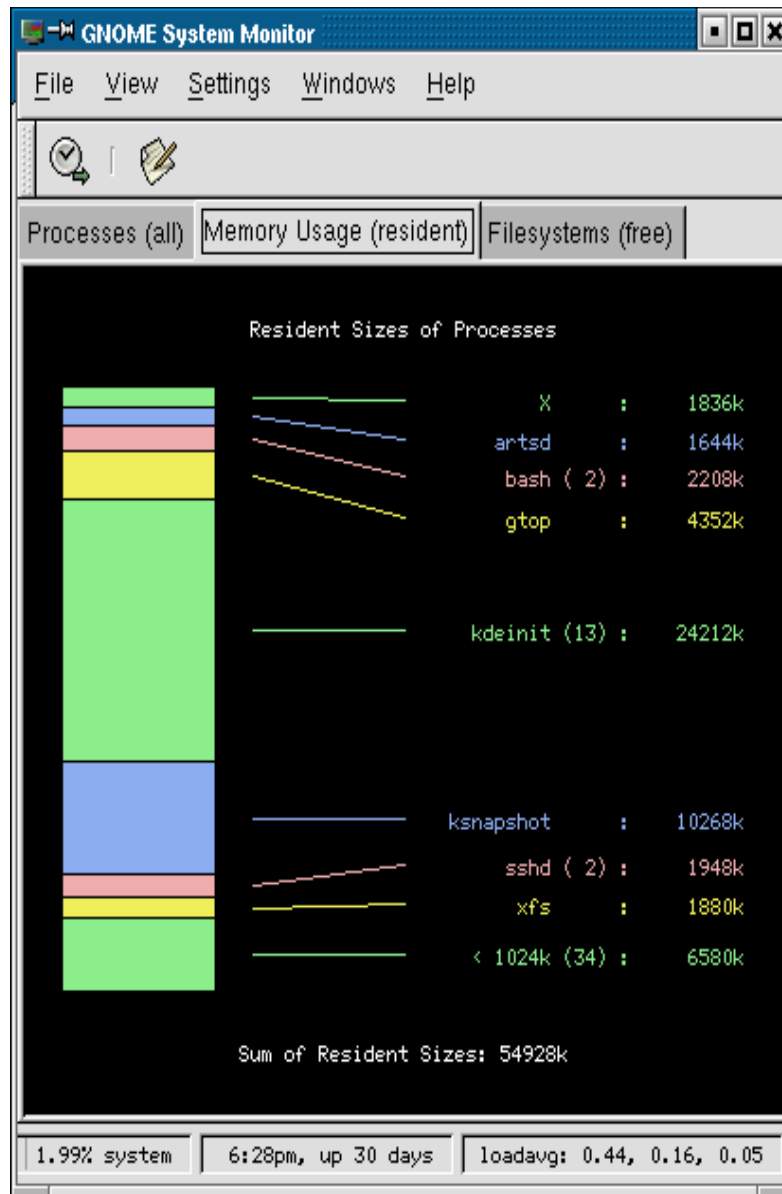 GNOME System Monitor
File View Settings Windows Help
Processes (all) Memory Usage (resident) Filesystems (free)
Resident Sizes of Processes
X : 1836k
artsd : 1644k
bash ( 2) : 2208k
gtop : 4352k
kdeinit (13) : 24212k
ksnapshot : 10268k
sshd ( 2) : 1948k
xfs : 1880k
< 1024k (34) : 6580k
Sum of Resident Sizes: 54928k
1.99% system 6:28pm, up 30 days loadavg: 0.44, 0.16, 0.05